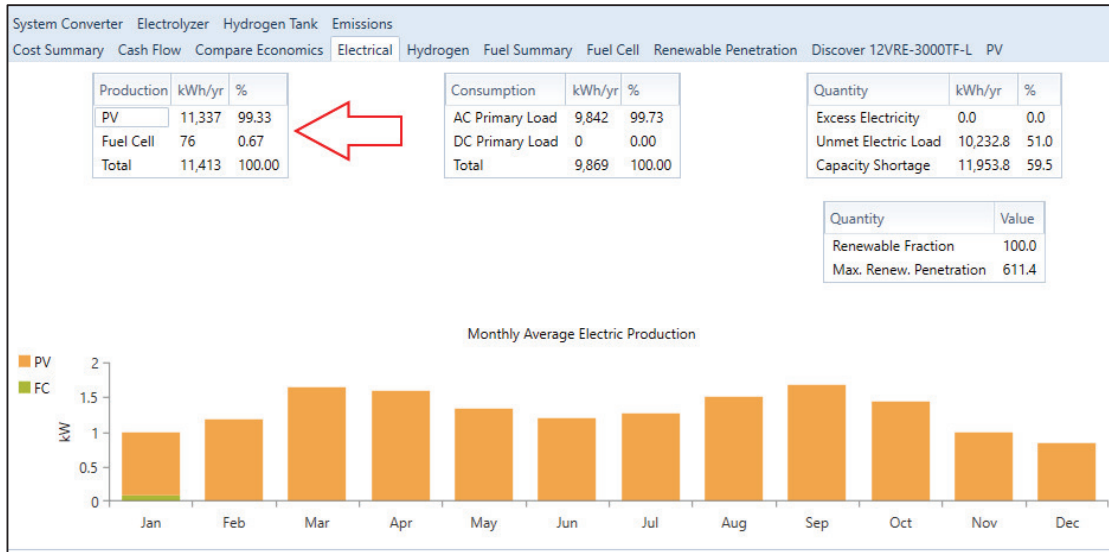 System Converter Electrolyzer Hydrogen Tank Emissions
Cost Summary Cash Flow Compare Economics Electrical Hydrogen Fuel Summary Fuel Cell Renewable Penetration Discover 12VRE-3000TF-L PV
Production kWh/yr %
PV 11,337 99.33
Fuel Cell 76 0.67
Total 11,413 100.00
Consumption kWh/yr %
AC Primary Load 9,842 99.73
DC Primary Load 0 0.00
Total 9,869 100.00
Quantity kWh/yr %
Excess Electricity 0.0 0.0
Unmet Electric Load 10,232.8 51.0
Capacity Shortage 11,953.8 59.5
Quantity Value
Renewable Fraction 100.0
Max. Renew. Penetration 611.4
Monthly Average Electric Production
PV
FC
kW
2
1.5
1
0.5
0
Jan Feb Mar Apr May Jun Jul Aug Sep Oct Nov Dec